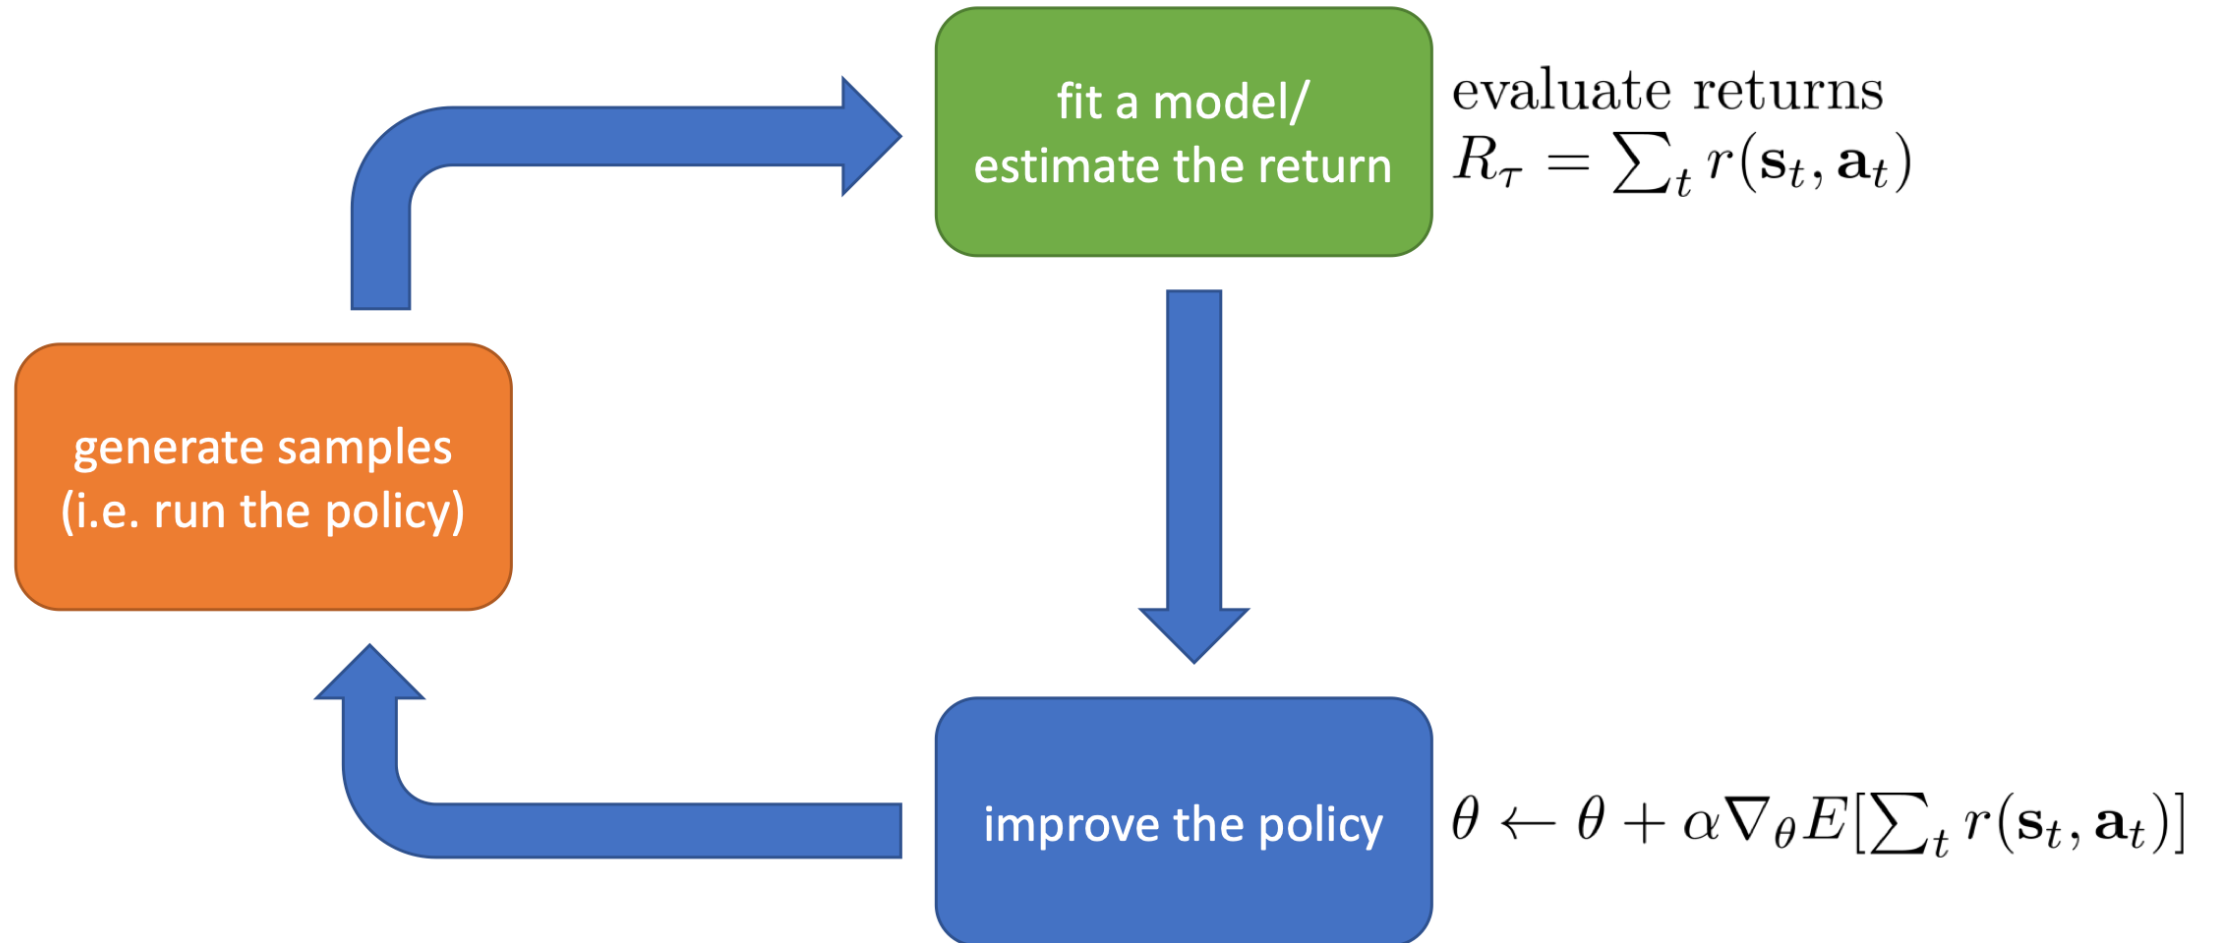 fit a model/
estimate the return
evaluate returns
R_τ = ∑_t r(s_t, a_t)
generate samples
(i.e. run the policy)
improve the policy
θ ← θ + α∇_θ E[∑_t r(s_t, a_t)]